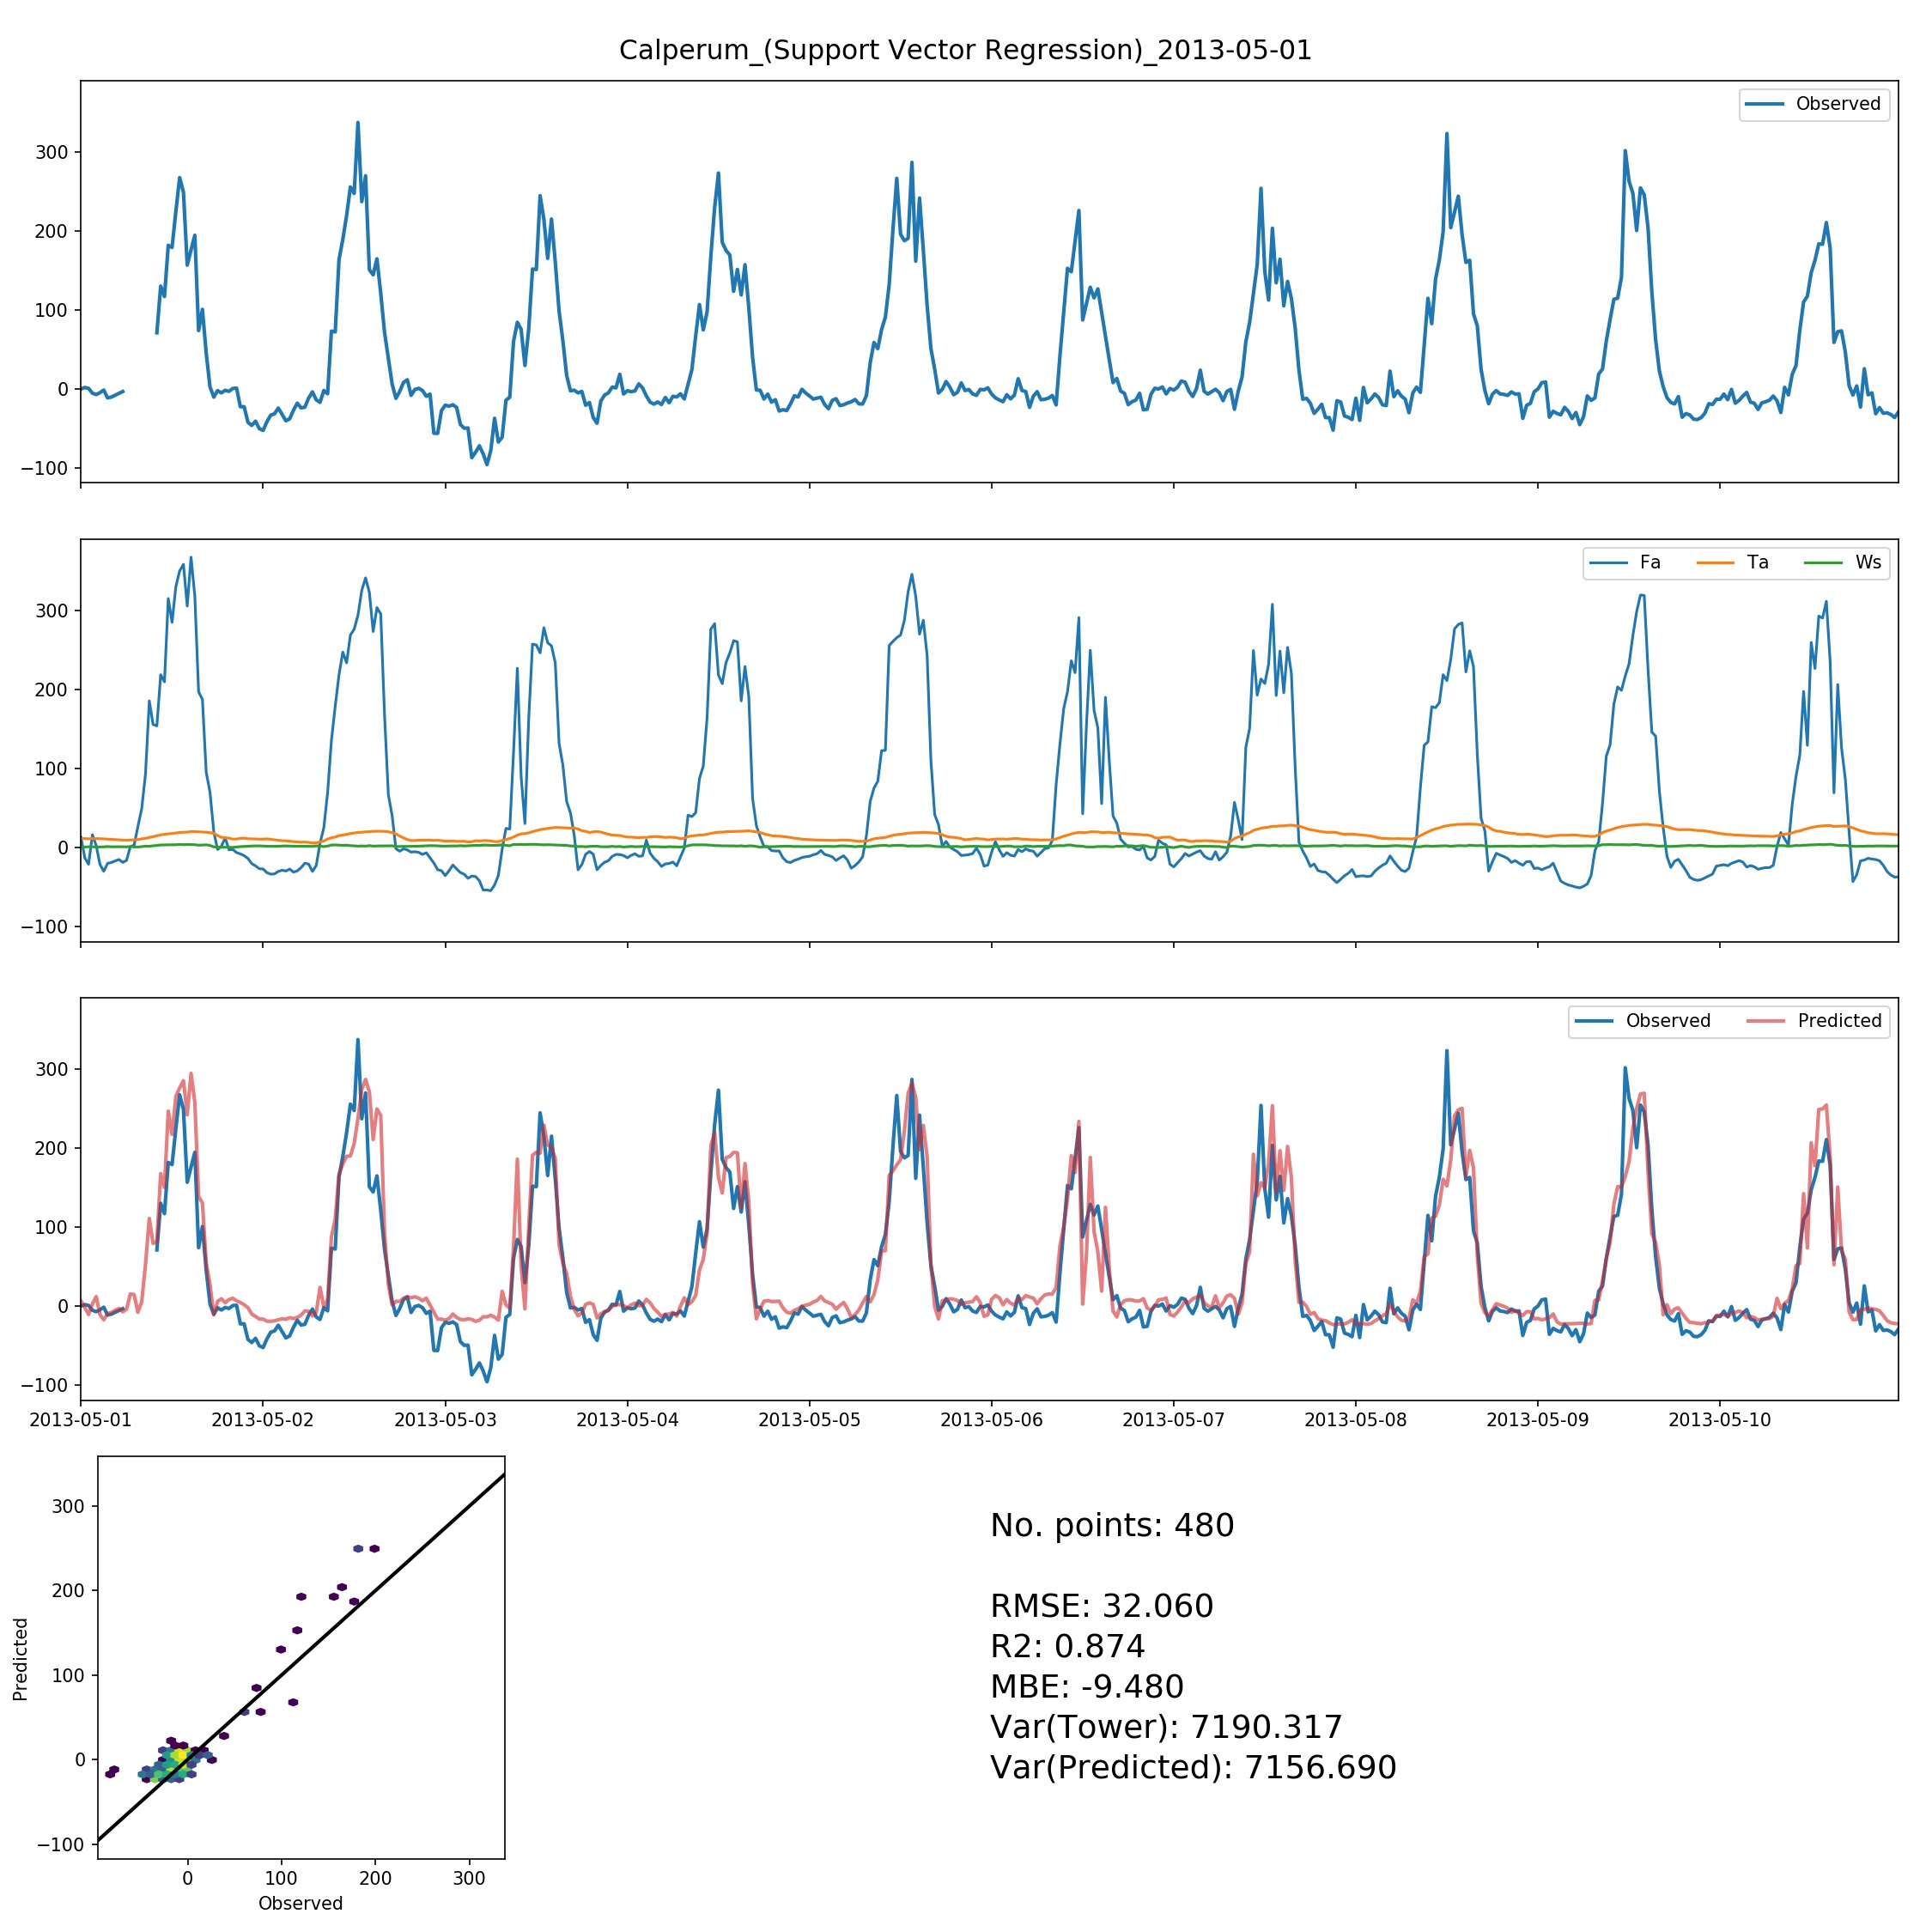 Calperum_(Support Vector Regression)_2013-05-01
Observed
300
200
100
0
−100
Fa Ta Ws
300
200
100
0
−100
Observed Predicted
300
200
100
0
−100
2013-05-01 2013-05-02 2013-05-03 2013-05-04 2013-05-05 2013-05-06 2013-05-07 2013-05-08 2013-05-09 2013-05-10
Predicted
300
200
100
0
−100
0 100 200 300
Observed
No. points: 480
RMSE: 32.060
R2: 0.874
MBE: -9.480
Var(Tower): 7190.317
Var(Predicted): 7156.690